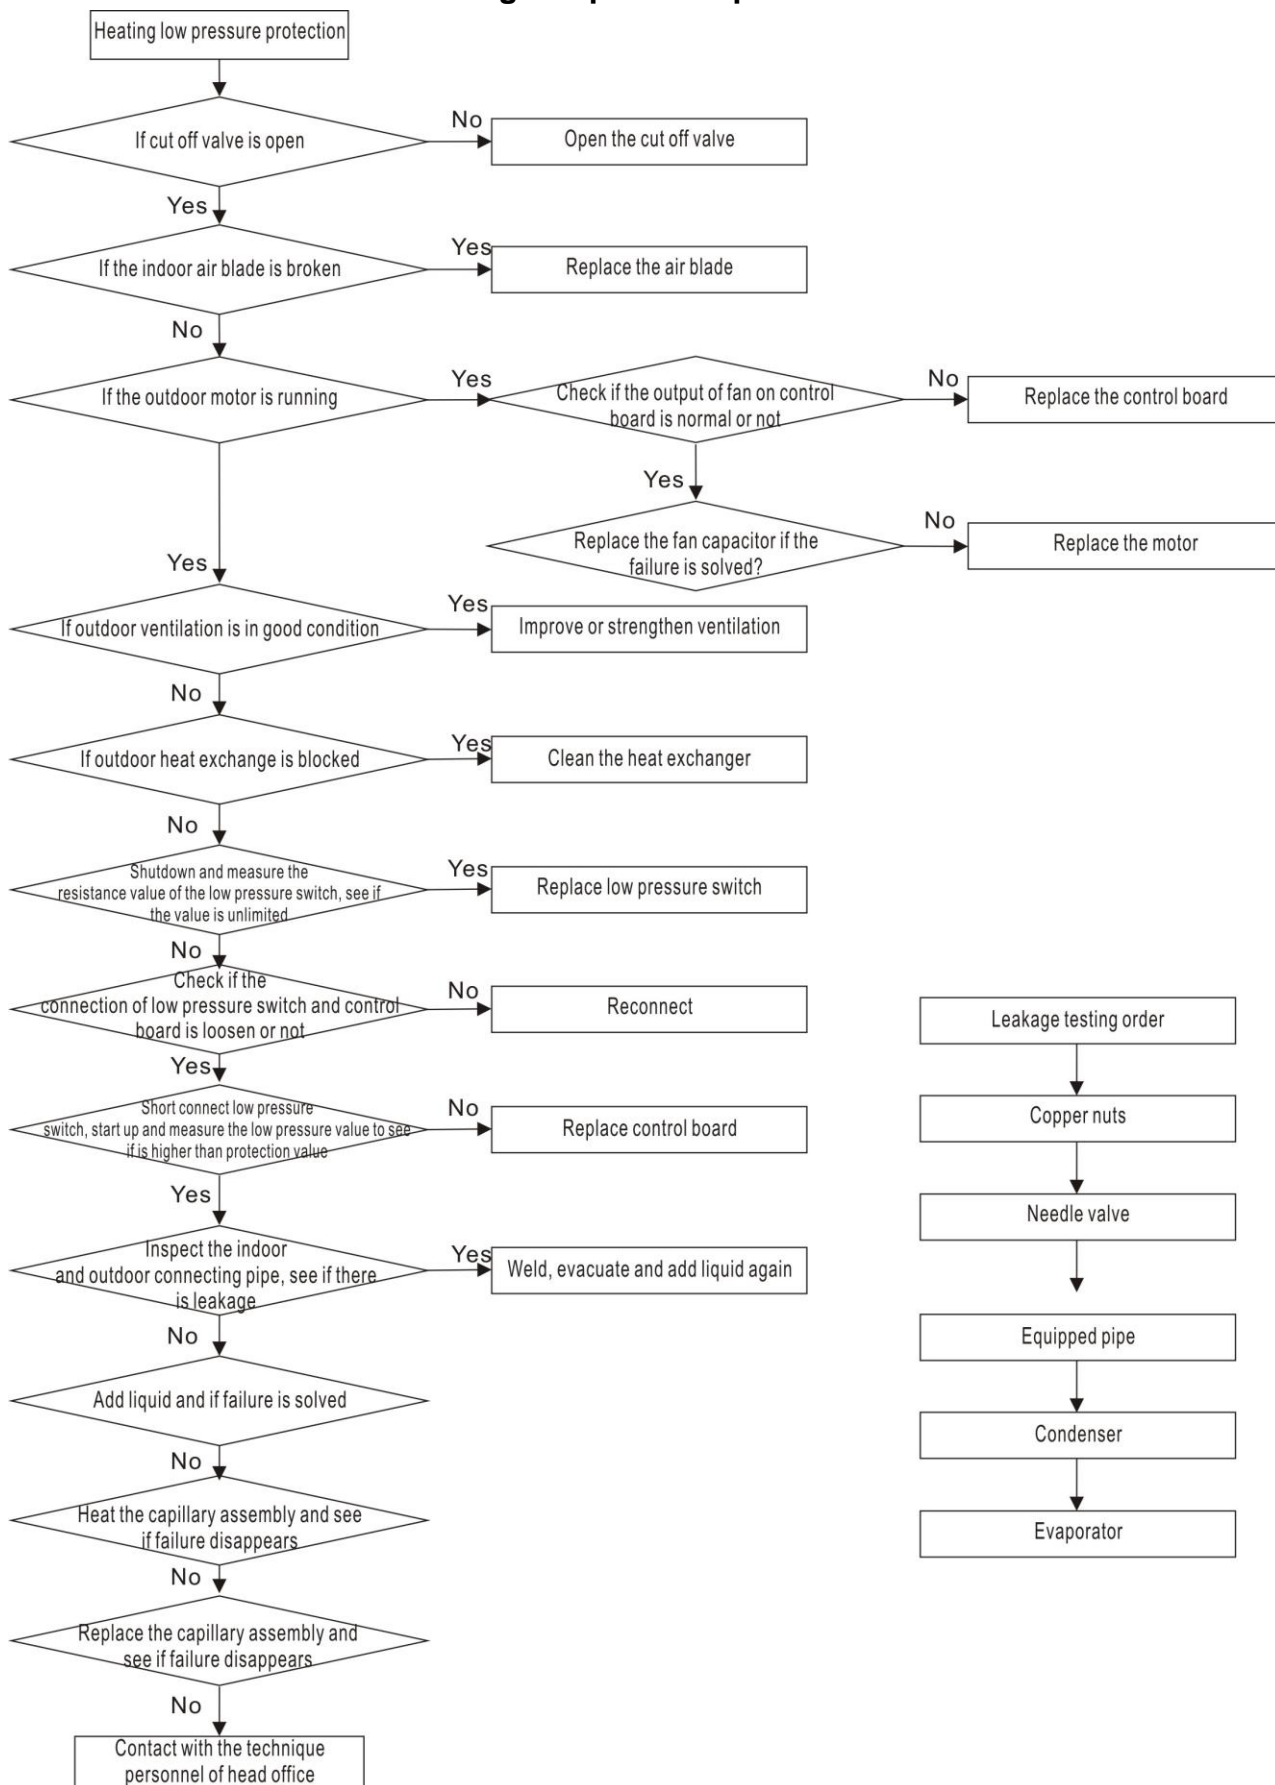 Heating low pressure protection
No
If cut off valve is open
Open the cut off valve
Yes
Yes
If the indoor air blade is broken
Replace the air blade
No
Yes
No
If the outdoor motor is running
Check if the output of fan on control
board is normal or not
Replace the control board
Yes
No
Replace the fan capacitor if the
failure is solved?
Replace the motor
Yes
Yes
If outdoor ventilation is in good condition
Improve or strengthen ventilation
No
Yes
If outdoor heat exchange is blocked
Clean the heat exchanger
No
Shutdown and measure the
resistance value of the low pressure switch, see if
the value is unlimited
Yes
Replace low pressure switch
No
Check if the
connection of low pressure switch and control
board is loosen or not
No
Reconnect
Yes
Short connect low pressure
switch, start up and measure the low pressure value to see
if is higher than protection value
No
Replace control board
Yes
Inspect the indoor
and outdoor connecting pipe, see if there
is leakage
Yes
Weld, evacuate and add liquid again
No
Add liquid and if failure is solved
No
Heat the capillary assembly and see
if failure disappears
No
Replace the capillary assembly and
see if failure disappears
No
Contact with the technique
personnel of head office
Leakage testing order
Copper nuts
Needle valve
Equipped pipe
Condenser
Evaporator